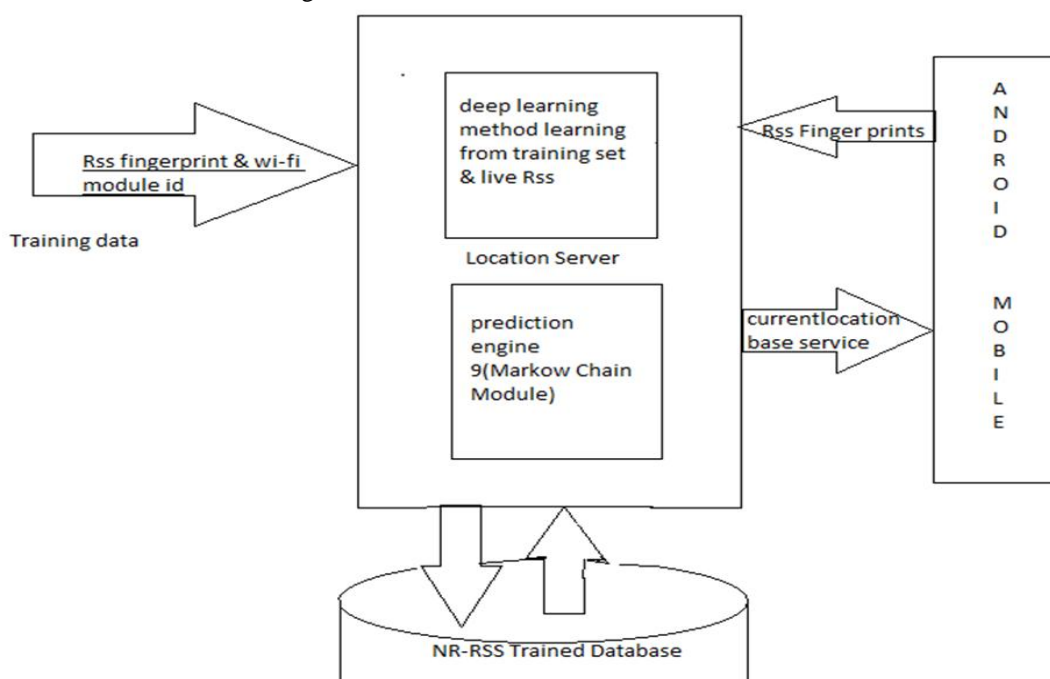 deep learning
method learning
from training set
& live Rss
Rss fingerprint & wi-fi
module id
Training data
Location Server
prediction
engine
9(Markow Chain
Module)
Rss Finger prints
currentlocation
base service
A
N
D
R
O
I
D
M
O
B
I
L
E
NR-RSS Trained Database